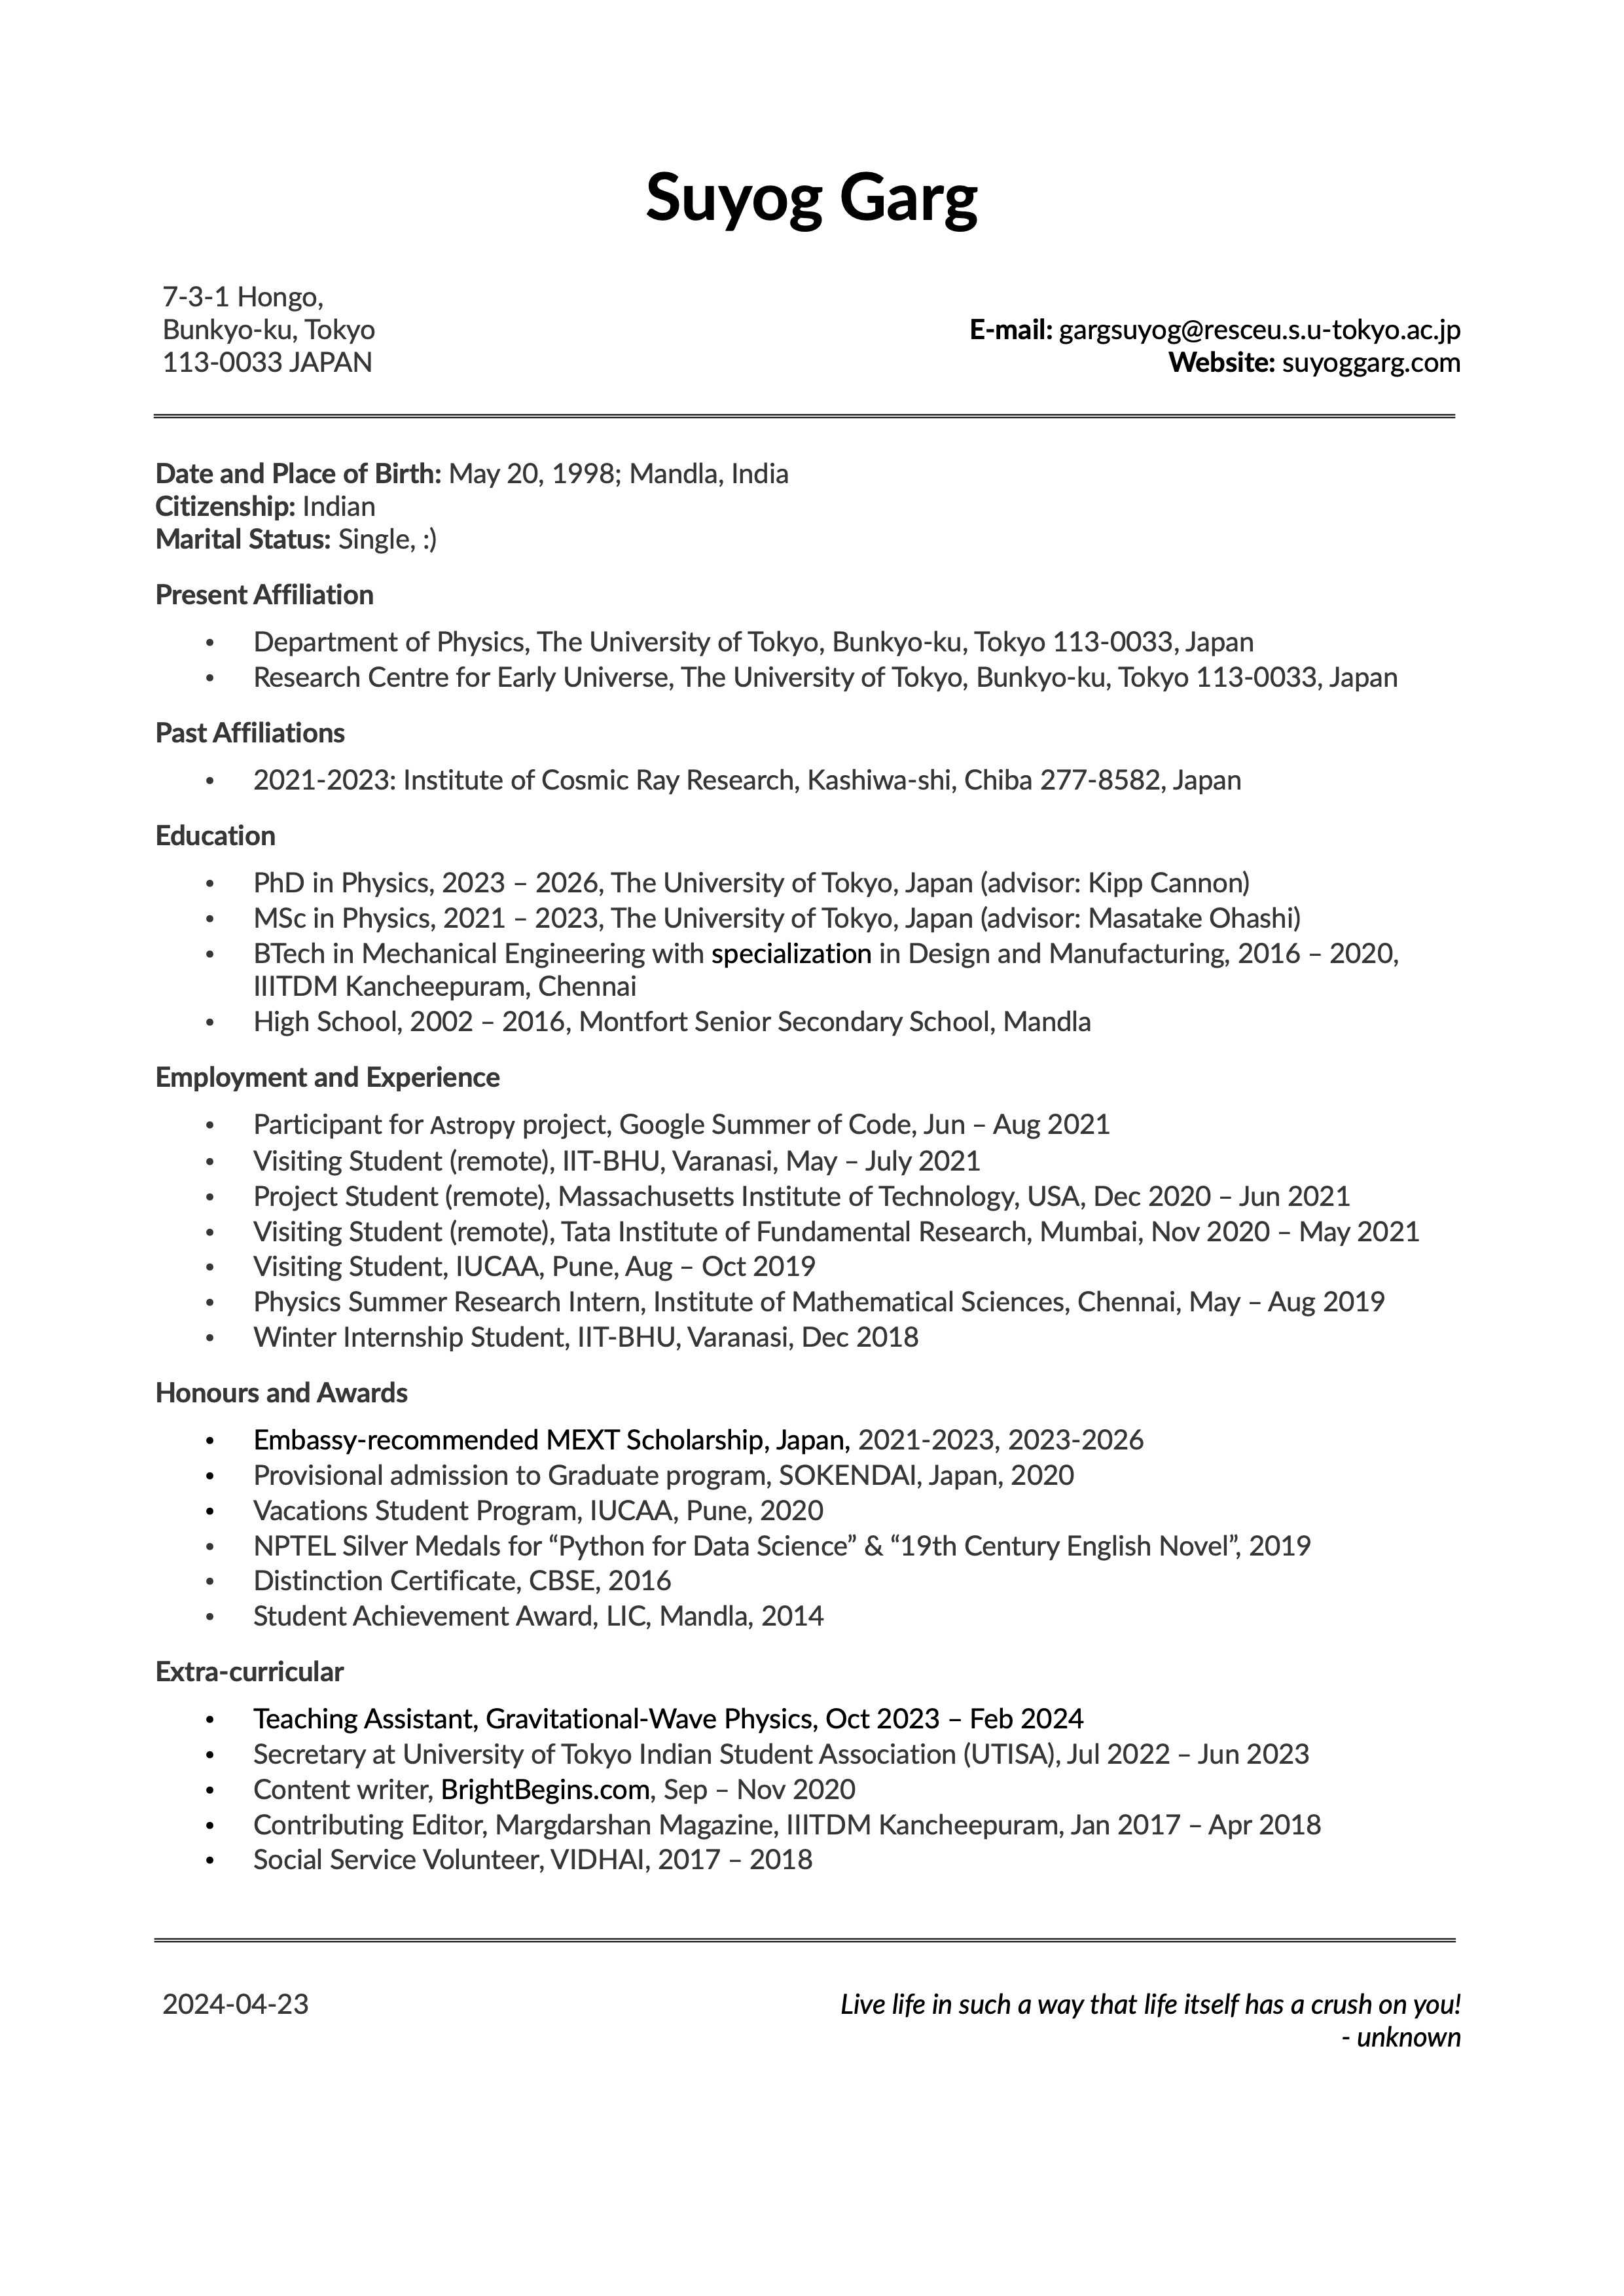 Suyog Garg
7-3-1 Hongo,
Bunkyo-ku, Tokyo
113-0033 JAPAN
E-mail: gargsuyog@resceu.s.u-tokyo.ac.jp
Website: suyoggarg.com
Date and Place of Birth: May 20, 1998; Mandla, India
Citizenship: Indian
Marital Status: Single, :)
Present Affiliation
• Department of Physics, The University of Tokyo, Bunkyo-ku, Tokyo 113-0033, Japan
• Research Centre for Early Universe, The University of Tokyo, Bunkyo-ku, Tokyo 113-0033, Japan
Past Affiliations
• 2021-2023: Institute of Cosmic Ray Research, Kashiwa-shi, Chiba 277-8582, Japan
Education
• PhD in Physics, 2023 – 2026, The University of Tokyo, Japan (advisor: Kipp Cannon)
• MSc in Physics, 2021 – 2023, The University of Tokyo, Japan (advisor: Masatake Ohashi)
• BTech in Mechanical Engineering with specialization in Design and Manufacturing, 2016 – 2020,
IIITDM Kancheepuram, Chennai
• High School, 2002 – 2016, Montfort Senior Secondary School, Mandla
Employment and Experience
• Participant for Astropy project, Google Summer of Code, Jun – Aug 2021
• Visiting Student (remote), IIT-BHU, Varanasi, May – July 2021
• Project Student (remote), Massachusetts Institute of Technology, USA, Dec 2020 – Jun 2021
• Visiting Student (remote), Tata Institute of Fundamental Research, Mumbai, Nov 2020 – May 2021
• Visiting Student, IUCAA, Pune, Aug – Oct 2019
• Physics Summer Research Intern, Institute of Mathematical Sciences, Chennai, May – Aug 2019
• Winter Internship Student, IIT-BHU, Varanasi, Dec 2018
Honours and Awards
• Embassy-recommended MEXT Scholarship, Japan, 2021-2023, 2023-2026
• Provisional admission to Graduate program, SOKENDAI, Japan, 2020
• Vacations Student Program, IUCAA, Pune, 2020
• NPTEL Silver Medals for “Python for Data Science” & “19th Century English Novel”, 2019
• Distinction Certificate, CBSE, 2016
• Student Achievement Award, LIC, Mandla, 2014
Extra-curricular
• Teaching Assistant, Gravitational-Wave Physics, Oct 2023 – Feb 2024
• Secretary at University of Tokyo Indian Student Association (UTISA), Jul 2022 – Jun 2023
• Content writer, BrightBegins.com, Sep – Nov 2020
• Contributing Editor, Margdarshan Magazine, IIITDM Kancheepuram, Jan 2017 – Apr 2018
• Social Service Volunteer, VIDHAI, 2017 – 2018
2024-04-23
Live life in such a way that life itself has a crush on you!
- unknown